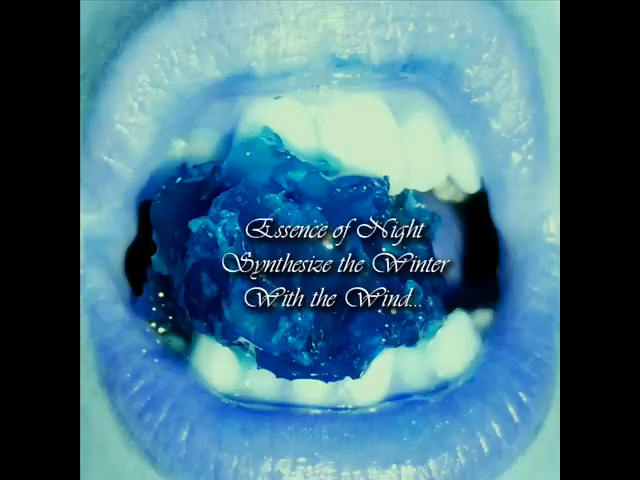 Essence of Night
Synthesize the Winter
With the Wind...